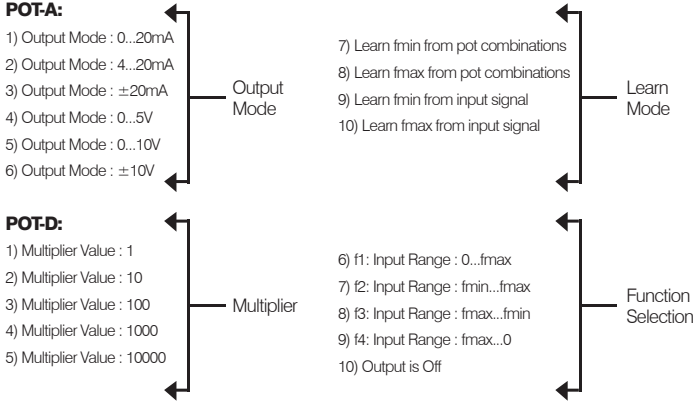 POT-A:
1) Output Mode : 0...20mA
2) Output Mode : 4...20mA
3) Output Mode : ±20mA
4) Output Mode : 0...5V
5) Output Mode : 0...10V
6) Output Mode : ±10V
Output
Mode
7) Learn fmin from pot combinations
8) Learn fmax from pot combinations
9) Learn fmin from input signal
10) Learn fmax from input signal
Learn
Mode
POT-D:
1) Multiplier Value : 1
2) Multiplier Value : 10
3) Multiplier Value : 100
4) Multiplier Value : 1000
5) Multiplier Value : 10000
Multiplier
6) f1: Input Range : 0...fmax
7) f2: Input Range : fmin...fmax
8) f3: Input Range : fmax...fmin
9) f4: Input Range : fmax...0
10) Output is Off
Function
Selection